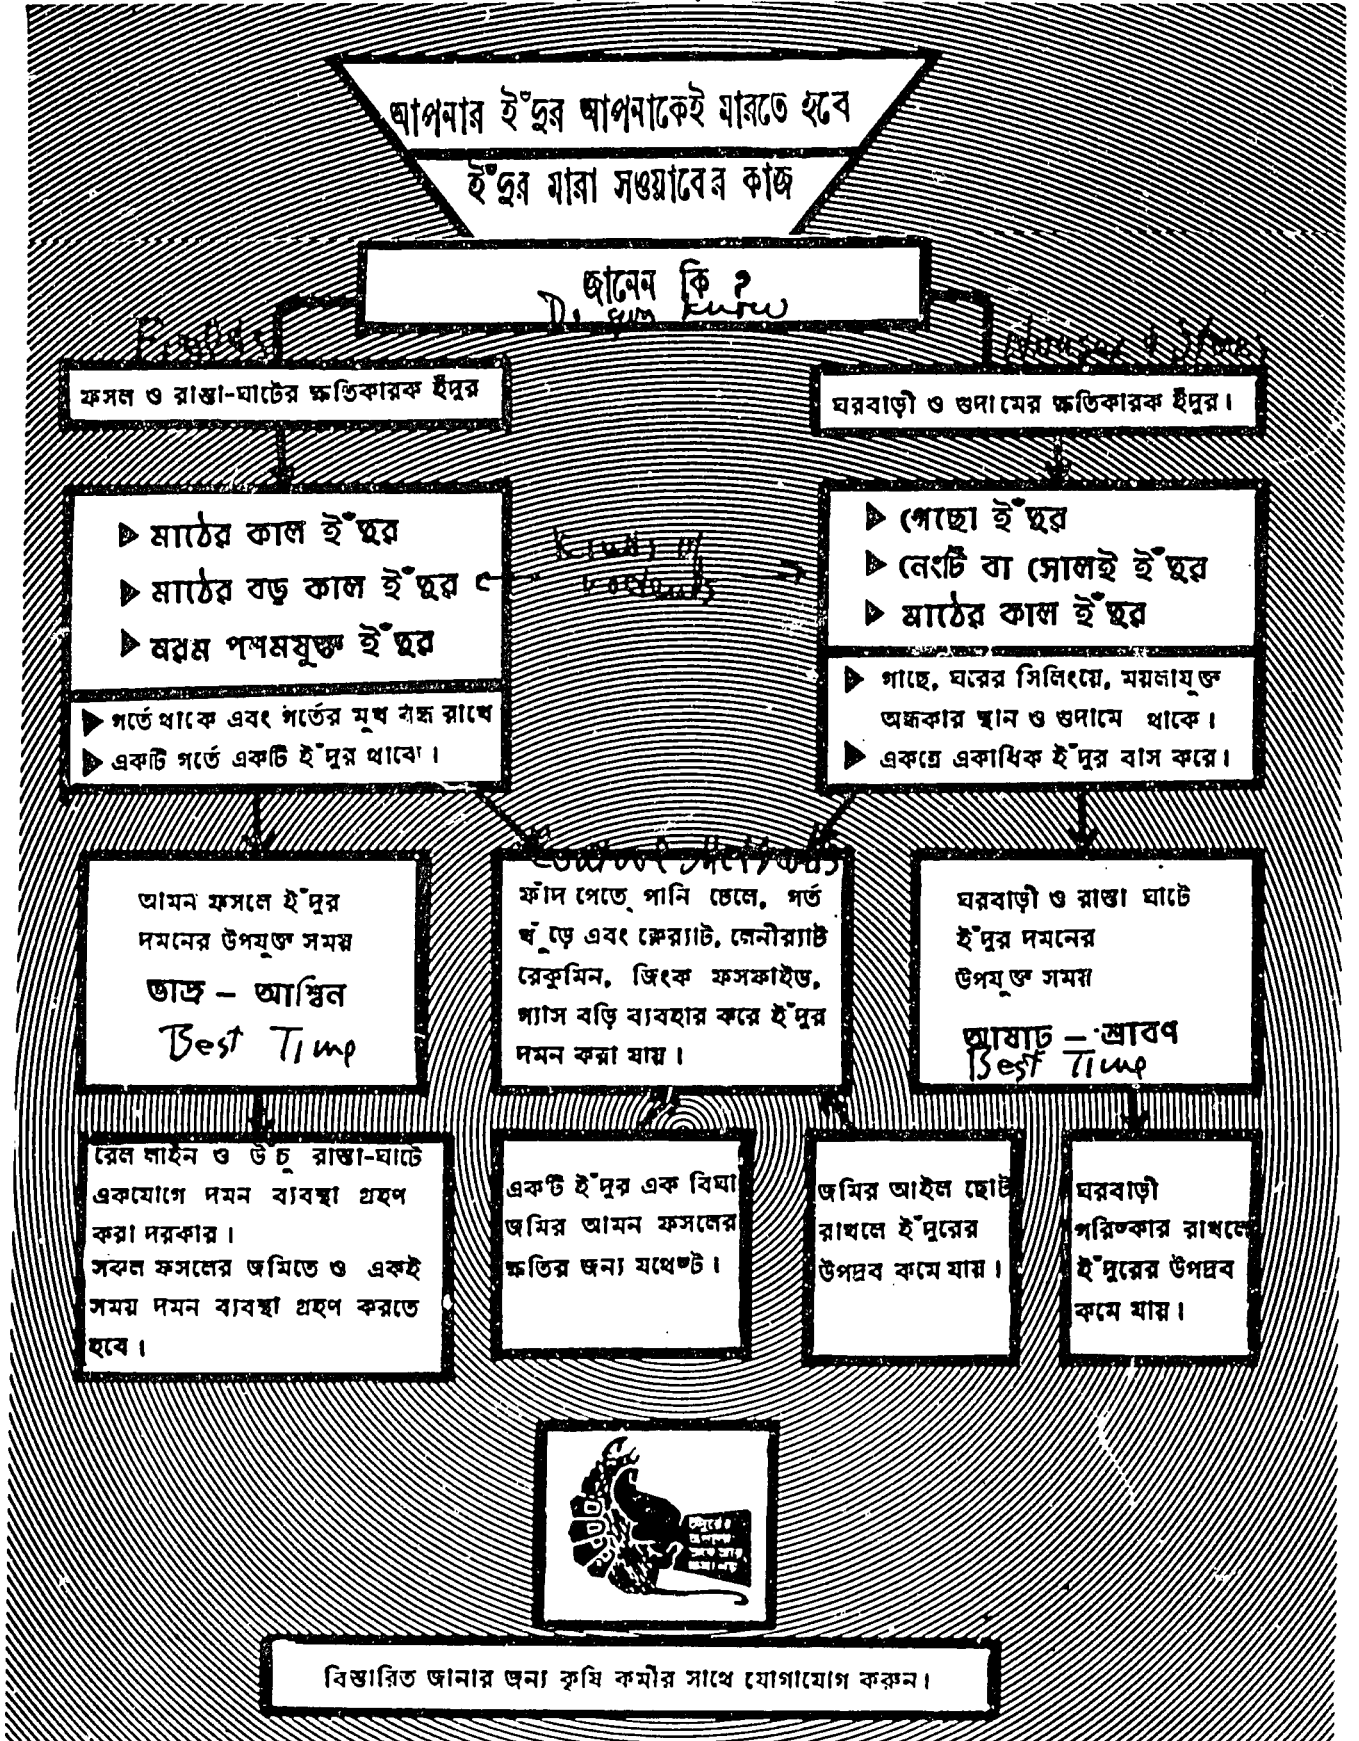 আপনার ইঁদুর আপনাকেই মারতে হবে
ইঁদুর মারা সওয়াবের কাজ
জানেন কি ?
Do you know
ফসল ও রাস্তা-ঘাটের ক্ষতিকারক ইঁদুর
ঘরবাড়ী ও গুদামের ক্ষতিকারক ইঁদুর।
মাঠের কাল ইঁদুর
মাঠের বড় কাল ইঁদুর
নরম পশমযুক্ত ইঁদুর
গর্তে থাকে এবং গর্তের মুখ বন্ধ রাখে
একটি গর্তে একটি ইঁদুর থাকে।
Kinds of
গেছো ইঁদুর
নেংটি বা সোলই ইঁদুর
মাঠের কাল ইঁদুর
গাছে, ঘরের সিলিংয়ে, ময়লাযুক্ত
অন্ধকার স্থান ও গুদামে থাকে।
একত্রে একাধিক ইঁদুর বাস করে।
আমন ফসলে ইঁদুর
দমনের উপযুক্ত সময়
ভাদ্র – আশ্বিন
Best Time
Control Methods
ফাঁদ পেতে পানি ঢেলে, গর্ত
খুঁড়ে এবং ক্লের‍্যাট, লেনীর‍্যাট
রেকুমিন, জিংক ফসফাইড,
গ্যাস বড়ি ব্যবহার করে ইঁদুর
দমন করা যায়।
ঘরবাড়ী ও রাস্তা ঘাটে
ইঁদুর দমনের
উপযুক্ত সময়
আষাঢ় – শ্রাবণ
Best Time
রেল লাইন ও উঁচু রাস্তা-ঘাটে
একযোগে দমন ব্যবস্থা গ্রহণ
করা দরকার।
সকল ফসলের জমিতে ও একই
সময় দমন ব্যবস্থা গ্রহণ করতে
হবে।
একটি ইঁদুর এক বিঘা
জমির আমন ফসলের
ক্ষতির জন্য যথেষ্ট।
জমির আইল ছোট
রাখলে ইঁদুরের
উপদ্রব কমে যায়।
ঘরবাড়ী
পরিষ্কার রাখলে
ইঁদুরের উপদ্রব
কমে যায়।
বিস্তারিত জানার জন্য কৃষি কর্মীর সাথে যোগাযোগ করুন।